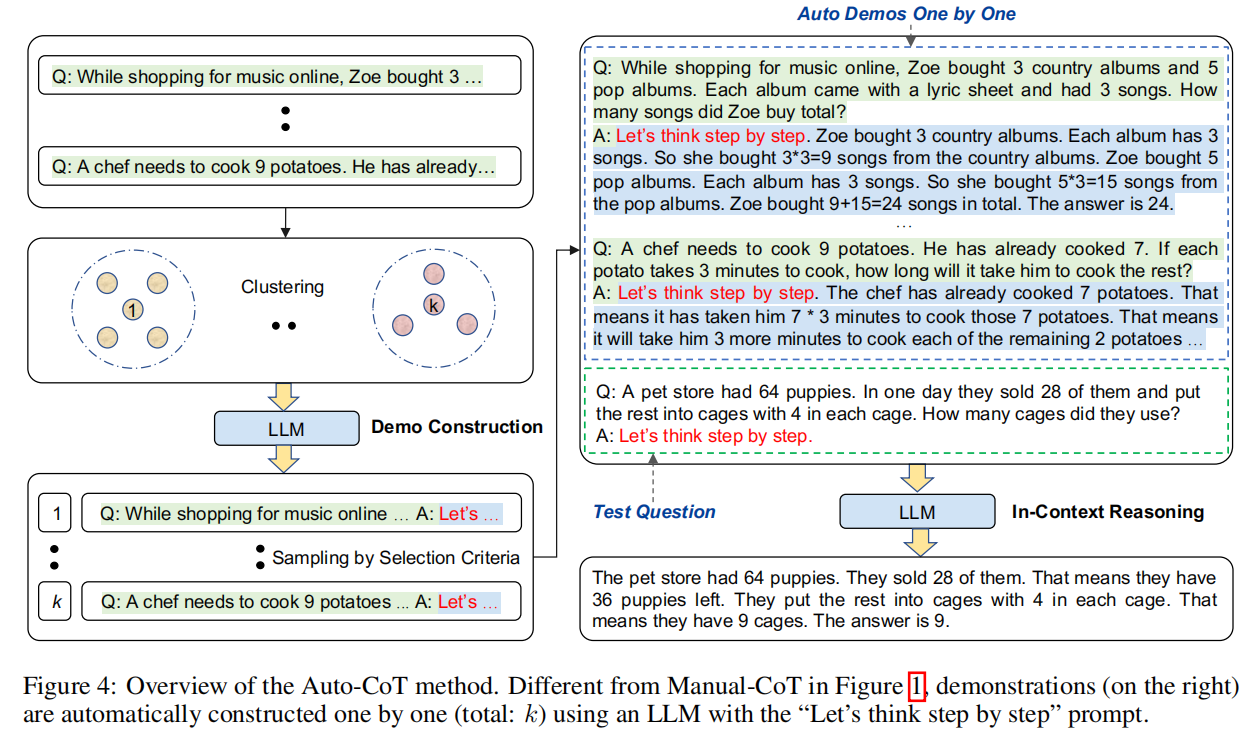 Auto Demos One by One
Q: While shopping for music online, Zoe bought 3 …
Q: A chef needs to cook 9 potatoes. He has already…
Clustering
1
k
LLM
Demo Construction
1
Q: While shopping for music online … A: Let's …
Sampling by Selection Criteria
k
Q: A chef needs to cook 9 potatoes ... A: Let's …
Q: While shopping for music online, Zoe bought 3 country albums and 5
pop albums. Each album came with a lyric sheet and had 3 songs. How
many songs did Zoe buy total?
A: Let's think step by step. Zoe bought 3 country albums. Each album has 3
songs. So she bought 3*3=9 songs from the country albums. Zoe bought 5
pop albums. Each album has 3 songs. So she bought 5*3=15 songs from
the pop albums. Zoe bought 9+15=24 songs in total. The answer is 24.
…
Q: A chef needs to cook 9 potatoes. He has already cooked 7. If each
potato takes 3 minutes to cook, how long will it take him to cook the rest?
A: Let's think step by step. The chef has already cooked 7 potatoes. That
means it has taken him 7 * 3 minutes to cook those 7 potatoes. That means
it will take him 3 more minutes to cook each of the remaining 2 potatoes …
Q: A pet store had 64 puppies. In one day they sold 28 of them and put
the rest into cages with 4 in each cage. How many cages did they use?
A: Let's think step by step.
Test Question
LLM
In-Context Reasoning
The pet store had 64 puppies. They sold 28 of them. That means they have
36 puppies left. They put the rest into cages with 4 in each cage. That
means they have 9 cages. The answer is 9.
Figure 4: Overview of the Auto-CoT method. Different from Manual-CoT in Figure 1, demonstrations (on the right)
are automatically constructed one by one (total: k) using an LLM with the “Let’s think step by step” prompt.